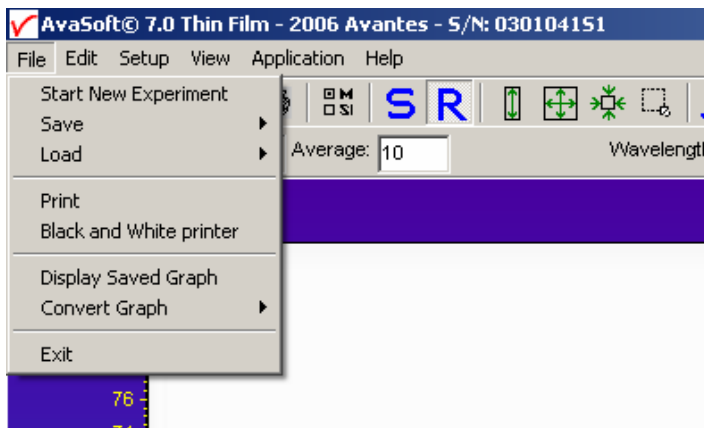 AvaSoft© 7.0 Thin Film - 2006 Avantes - S/N: 0301041S1
File Edit Setup View Application Help
Start New Experiment
S R
Save
Load
Average: 10
Print
Black and White printer
Display Saved Graph
Convert Graph
Exit
76